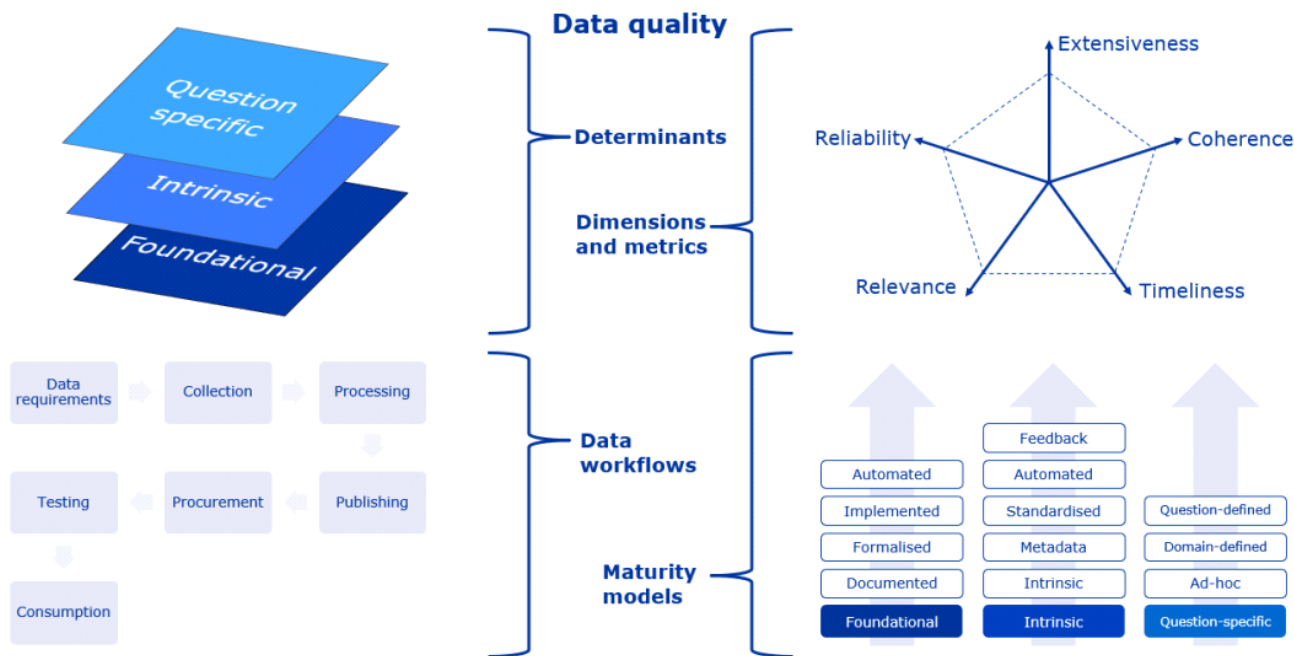 Data quality
Question
specific
Intrinsic
Foundational
Determinants
Dimensions
and metrics
Extensiveness
Reliability
Coherence
Relevance
Timeliness
Data
requirements
Collection
Processing
Testing
Procurement
Publishing
Consumption
Data
workflows
Maturity
models
Feedback
Automated
Automated
Implemented
Standardised
Question-defined
Formalised
Metadata
Domain-defined
Documented
Intrinsic
Ad-hoc
Foundational
Intrinsic
Question-specific